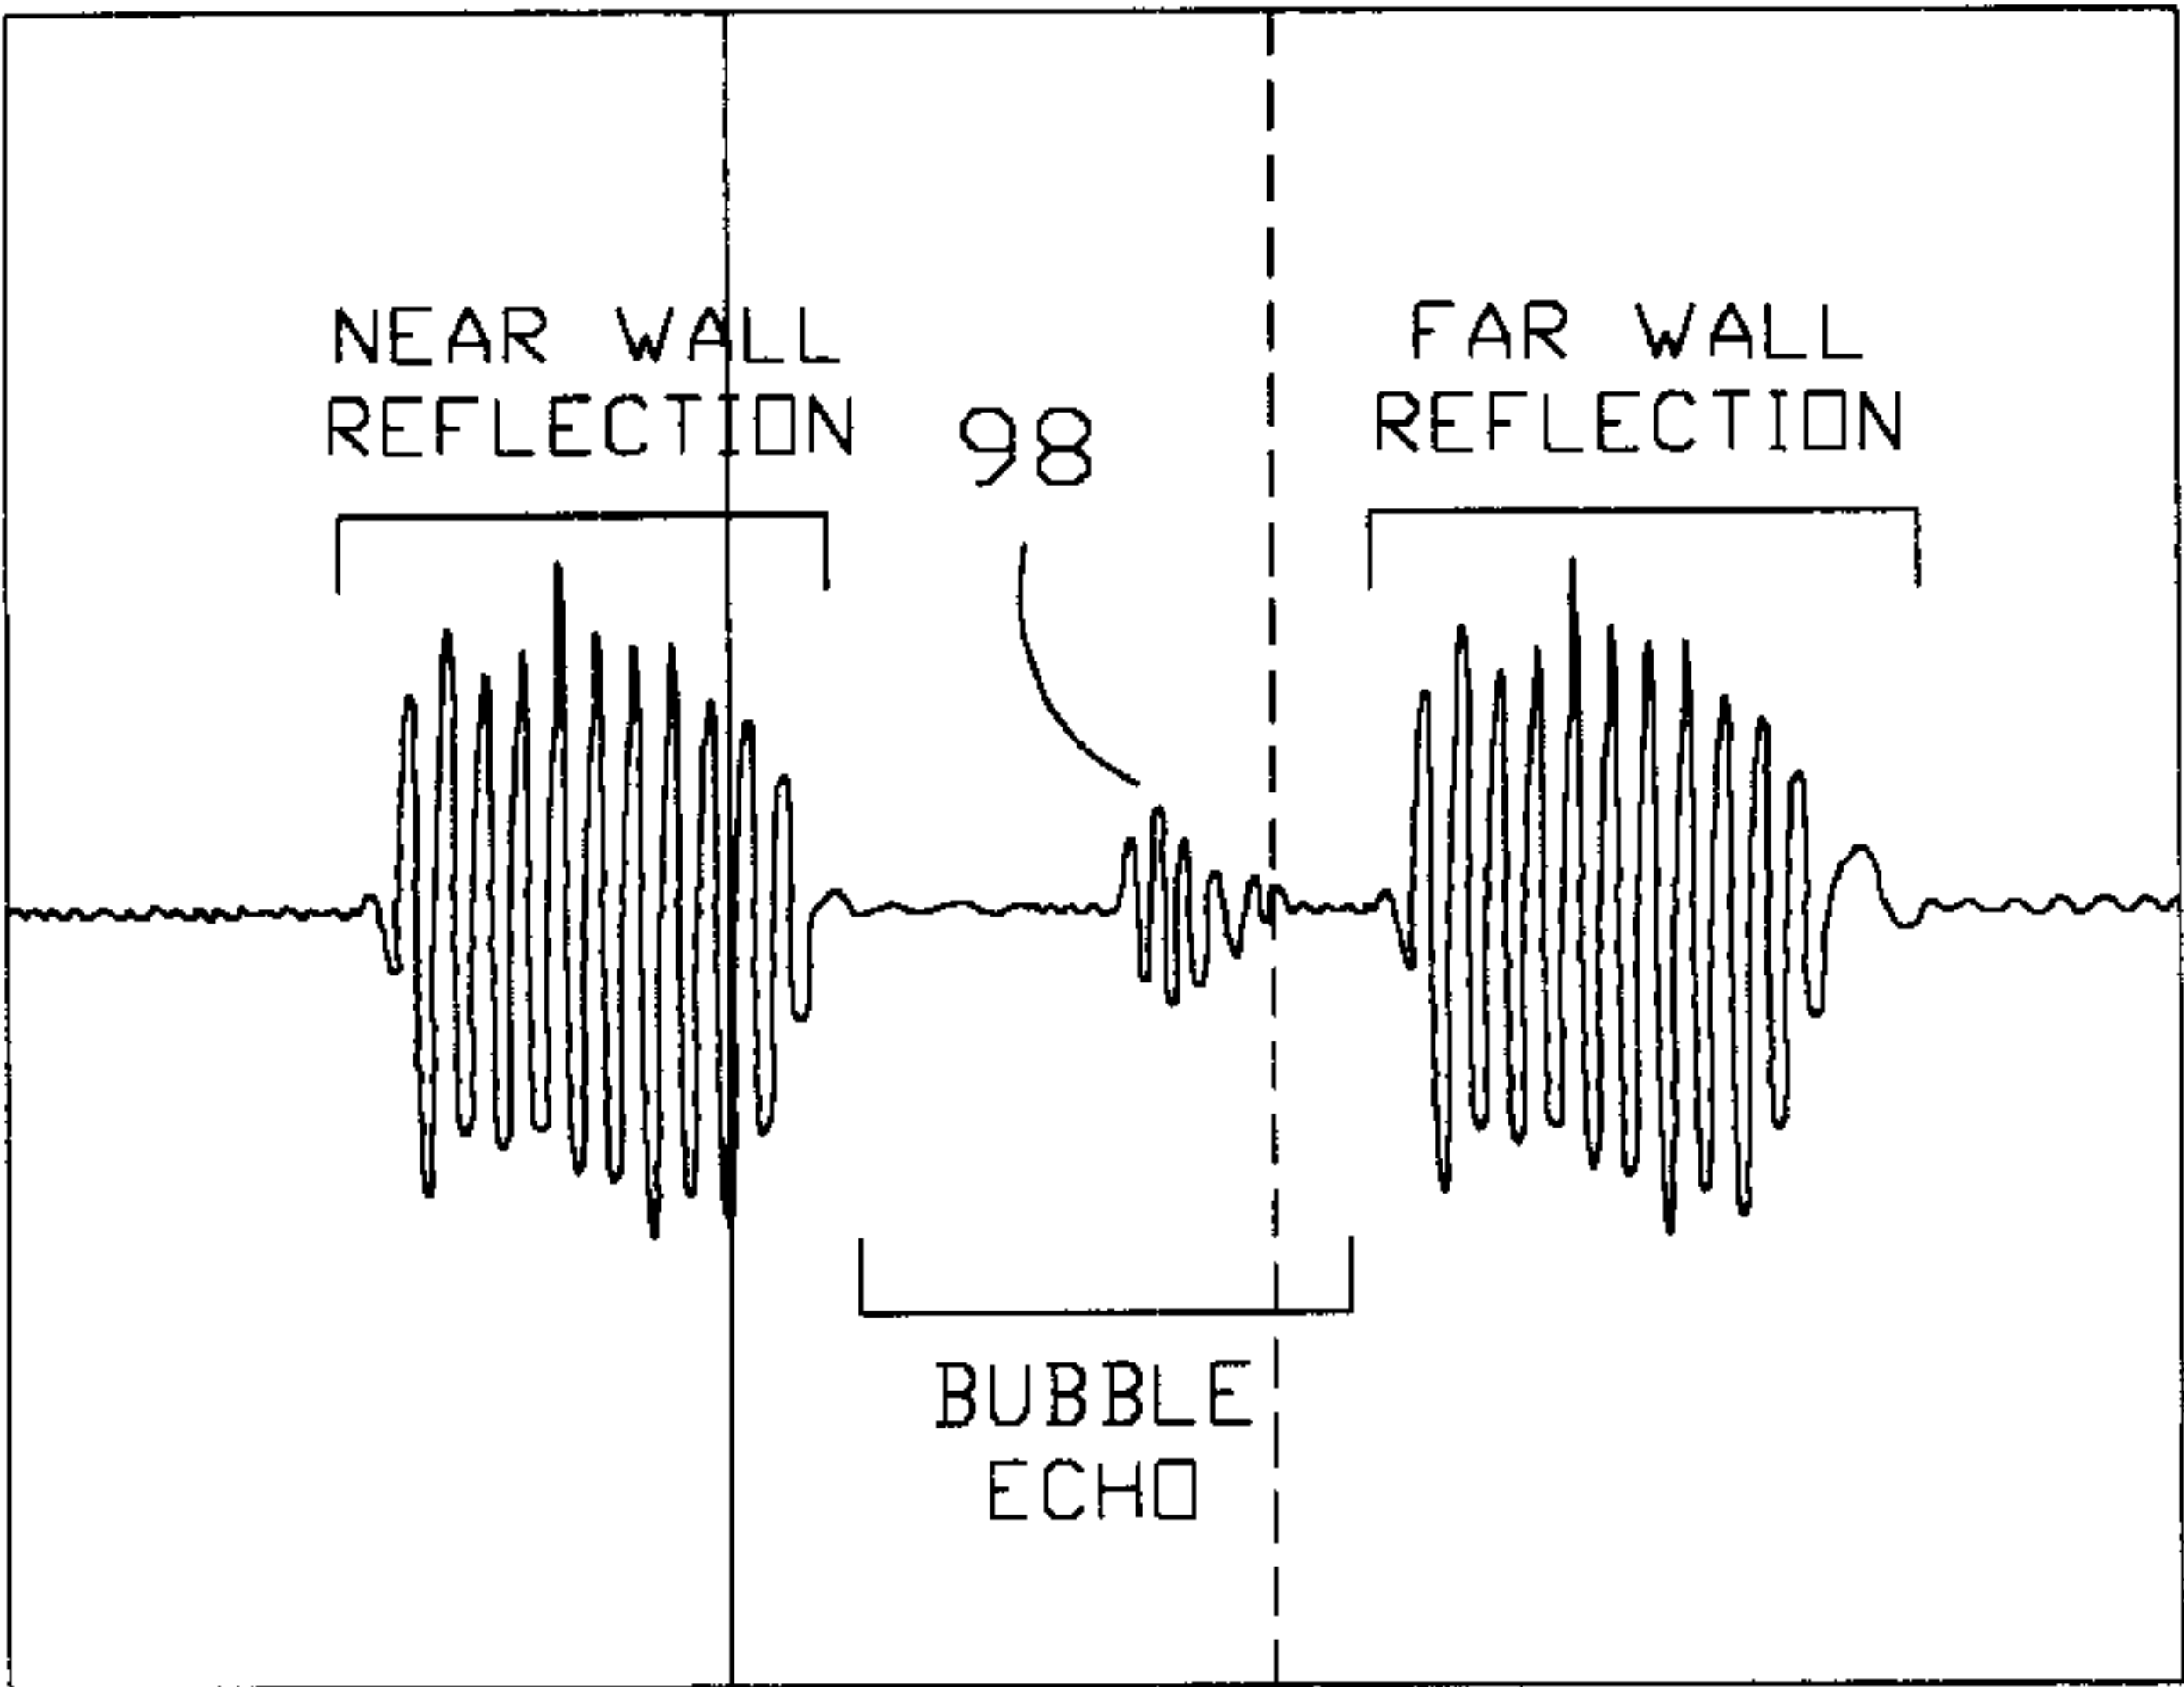 NEAR WALL
REFLECTION
98
FAR WALL
REFLECTION
BUBBLE
ECHO